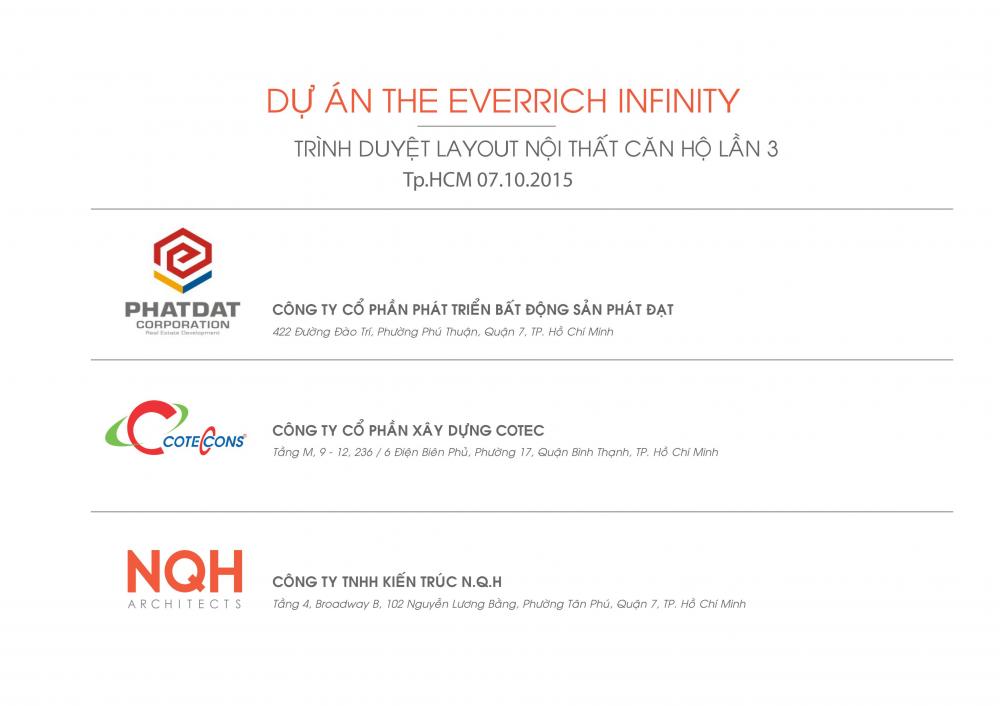 DỰ ÁN THE EVERRICH INFINITY
TRÌNH DUYỆT LAYOUT NỘI THẤT CĂN HỘ LẦN 3
Tp.HCM 07.10.2015
PHATDAT
CORPORATION
Real Estate Development
CÔNG TY CỔ PHẦN PHÁT TRIỂN BẤT ĐỘNG SẢN PHÁT ĐẠT
422 Đường Đào Trí, Phường Phú Thuận, Quận 7, TP. Hồ Chí Minh
COTECCONS®
CÔNG TY CỔ PHẦN XÂY DỰNG COTEC
Tầng M, 9 - 12, 236 / 6 Điện Biên Phủ, Phường 17, Quận Bình Thạnh, TP. Hồ Chí Minh
NQH
ARCHITECTS
CÔNG TY TNHH KIẾN TRÚC N.Q.H
Tầng 4, Broadway B, 102 Nguyễn Lương Bằng, Phường Tân Phú, Quận 7, TP. Hồ Chí Minh